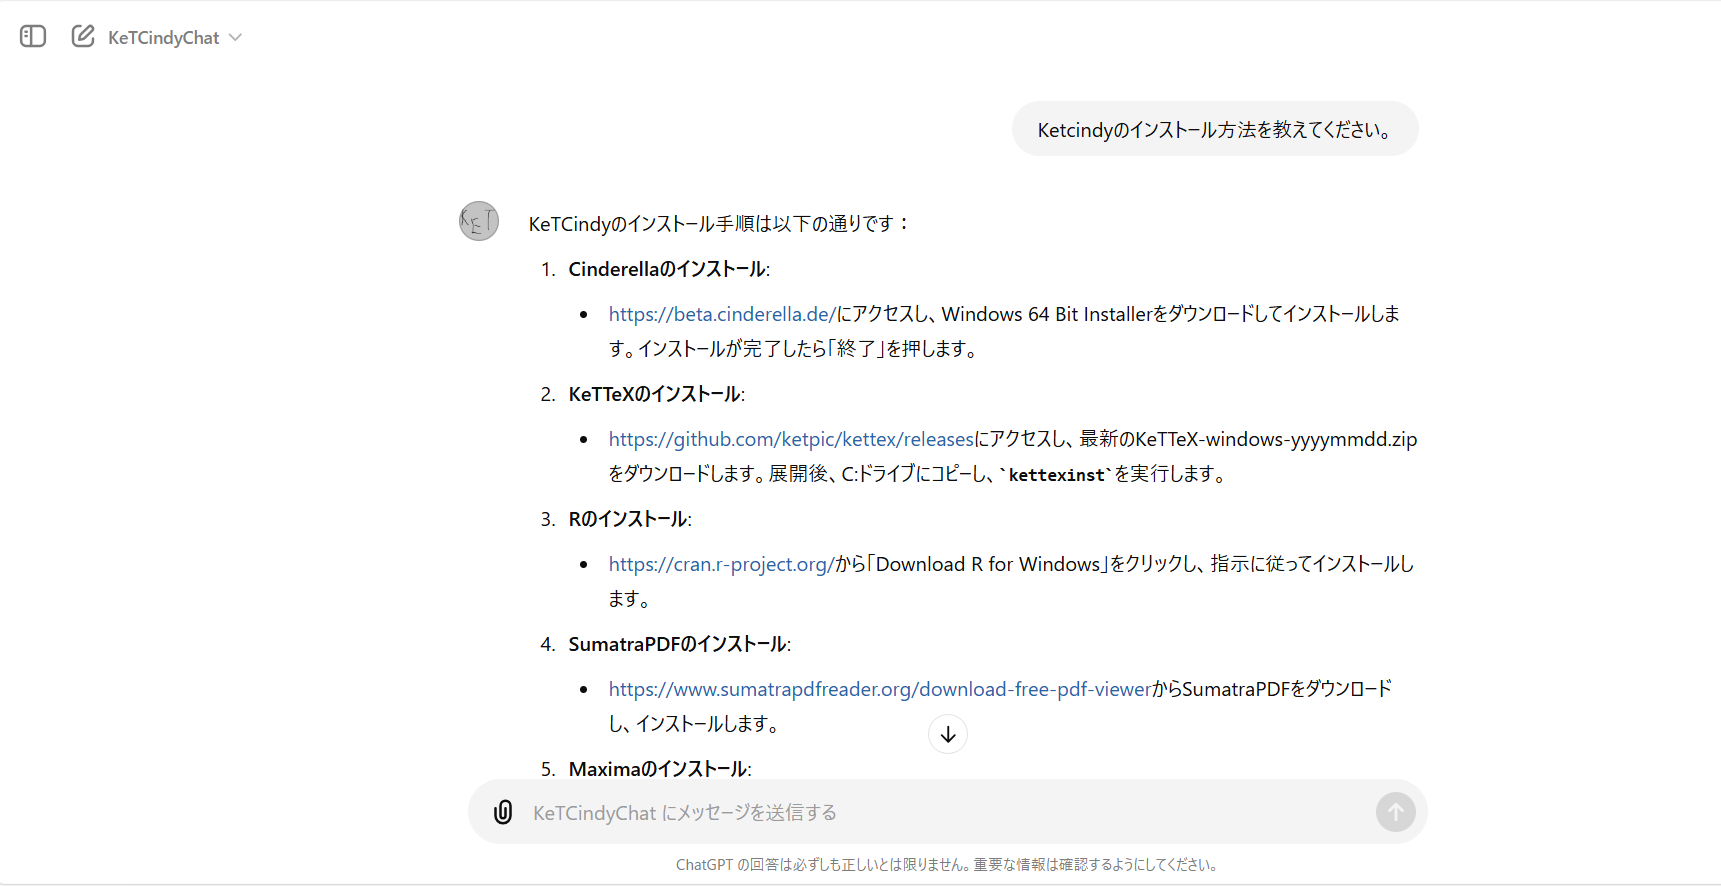 KeTCindyChat
Ketcindyのインストール方法を教えてください。
KET
KeTCindyのインストール手順は以下の通りです：
1. Cinderellaのインストール:
• https://beta.cinderella.de/にアクセスし、Windows 64 Bit Installerをダウンロードしてインストールしま
す。インストールが完了したら「終了」を押します。
2. KeTTeXのインストール:
• https://github.com/ketpic/kettex/releasesにアクセスし、最新のKeTTeX-windows-yyyymmdd.zip
をダウンロードします。展開後、C:ドライブにコピーし、`kettexinst`を実行します。
3. Rのインストール:
• https://cran.r-project.org/から「Download R for Windows」をクリックし、指示に従ってインストールし
ます。
4. SumatraPDFのインストール:
• https://www.sumatrapdfreader.org/download-free-pdf-viewerからSumatraPDFをダウンロード
し、インストールします。
5. Maximaのインストール:
KeTCindyChat にメッセージを送信する
ChatGPT の回答は必ずしも正しいとは限りません。重要な情報は確認するようにしてください。